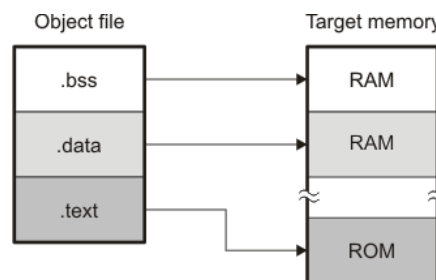 Object file
Target memory
.bss
RAM
.data
RAM
.text
ROM